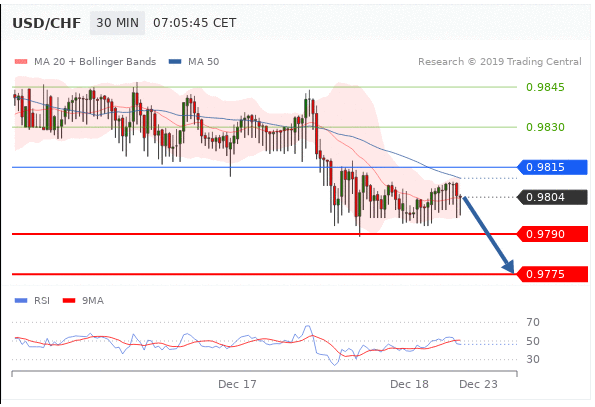 USD/CHF 30 MIN 07:05:45 CET
MA 20 + Bollinger Bands MA 50 Research © 2019 Trading Central
0.9845
0.9830
0.9815
0.9804
0.9790
0.9775
RSI 9MA
70
50
30
Dec 17 Dec 18 Dec 23